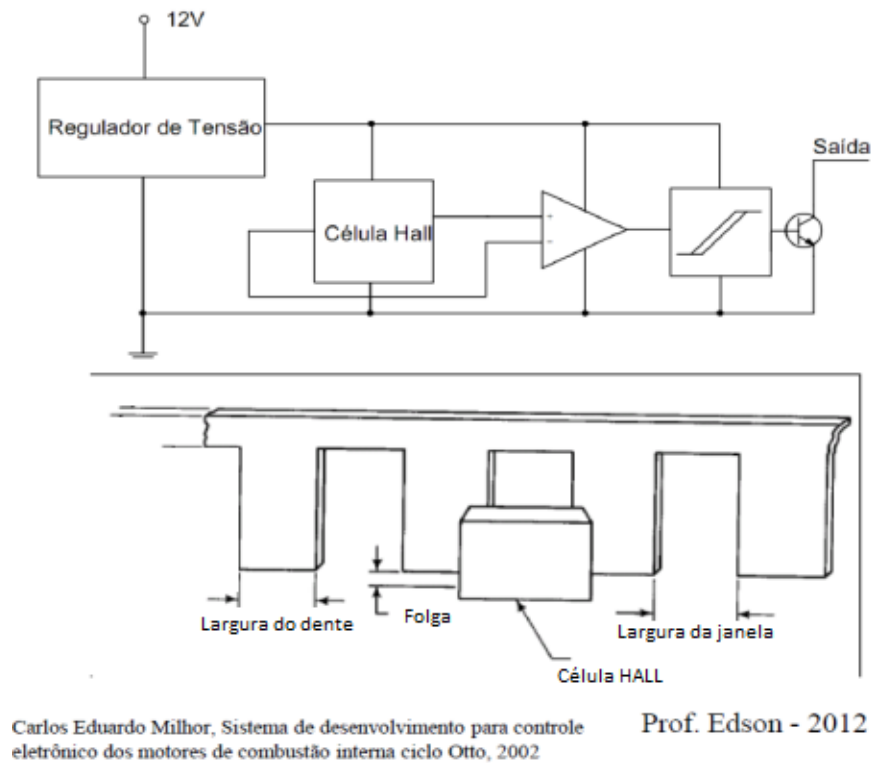 12V
Regulador de Tensão
Saída
Célula Hall
+
-
Largura do dente
Folga
Largura da janela
Célula HALL
Carlos Eduardo Milhor, Sistema de desenvolvimento para controle
eletrônico dos motores de combustão interna ciclo Otto, 2002
Prof. Edson - 2012